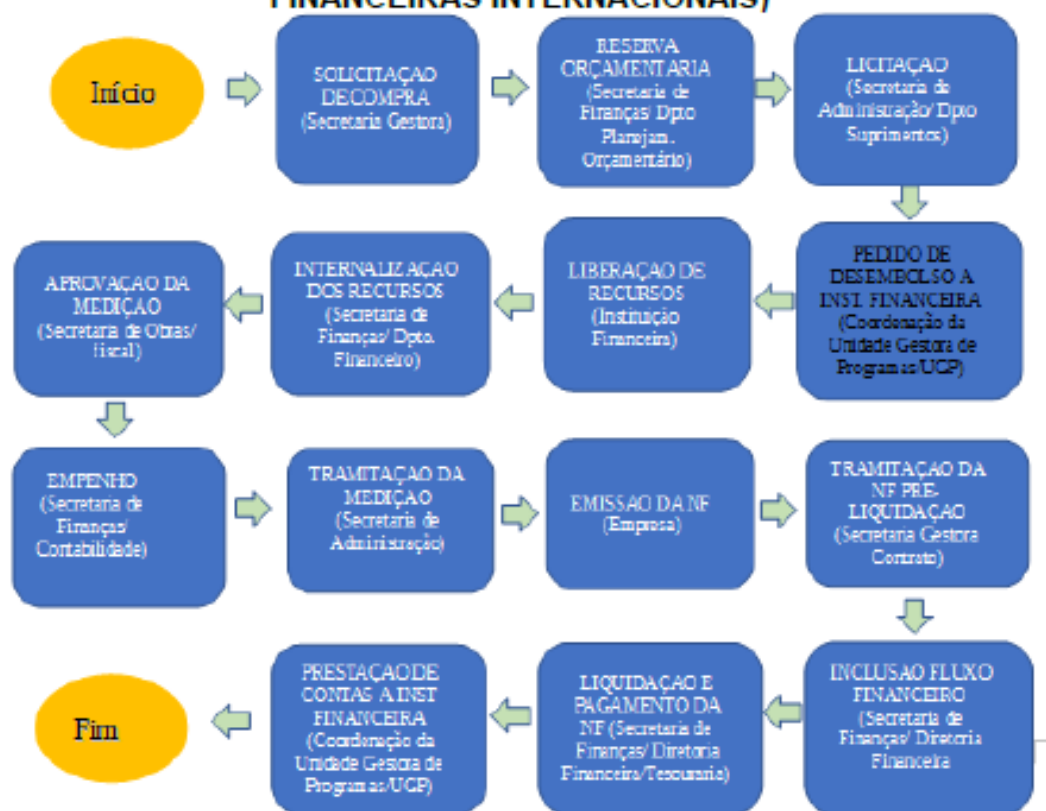 FINANCEIRAS INTERNACIONAIS)
Início
SOLICITAÇAO
DE COMPRA
(Secretaria Gestora)
RESERVA
ORÇAMENTARIA
(Secretaria de
Finanças/ Dpto
Planejam.
Orçamentário)
LICITAÇAO
(Secretaria de
Administração/ Dpto
Suprimentos)
PEDIDO DE
DESEMBOLSO A
INST. FINANCEIRA
(Coordenação da
Unidade Gestora de
Programas/UGP)
LIBERAÇAO DE
RECURSOS
(Instituição
Financeira)
INTERNALIZAÇAO
DOS RECURSOS
(Secretaria de
Finanças/ Dpto.
Financeiro)
APROVAÇAO DA
MEDIÇAO
(Secretaria de Obras/
fiscal)
EMPENHO
(Secretaria de
Finanças/
Contabilidade)
TRAMITAÇAO DA
MEDIÇAO
(Secretaria de
Administração)
EMISSAO DA NF
(Empresa)
TRAMITAÇAO DA
NF PRE-
LIQUIDAÇAO
(Secretaria Gestora
Contrato)
INCLUSAO FLUXO
FINANCEIRO
(Secretaria de
Finanças/ Diretoria
Financeira
LIQUIDAÇAO E
PAGAMENTO DA
NF (Secretaria de
Finanças/ Diretoria
Financeira/Tesouraria)
PRESTAÇAO DE
CONTAS A INST
FINANCEIRA
(Coordenação da
Unidade Gestora de
Programas/UGP)
Fim